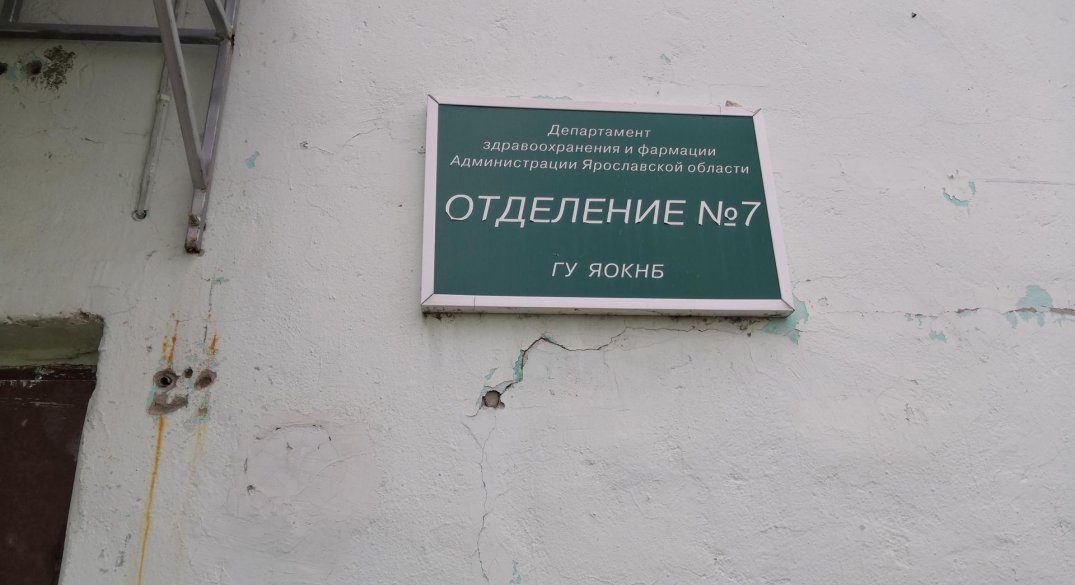 Департамент
здравоохранения и фармации
Администрации Ярославской области
ОТДЕЛЕНИЕ №7
ГУ ЯОКНБ